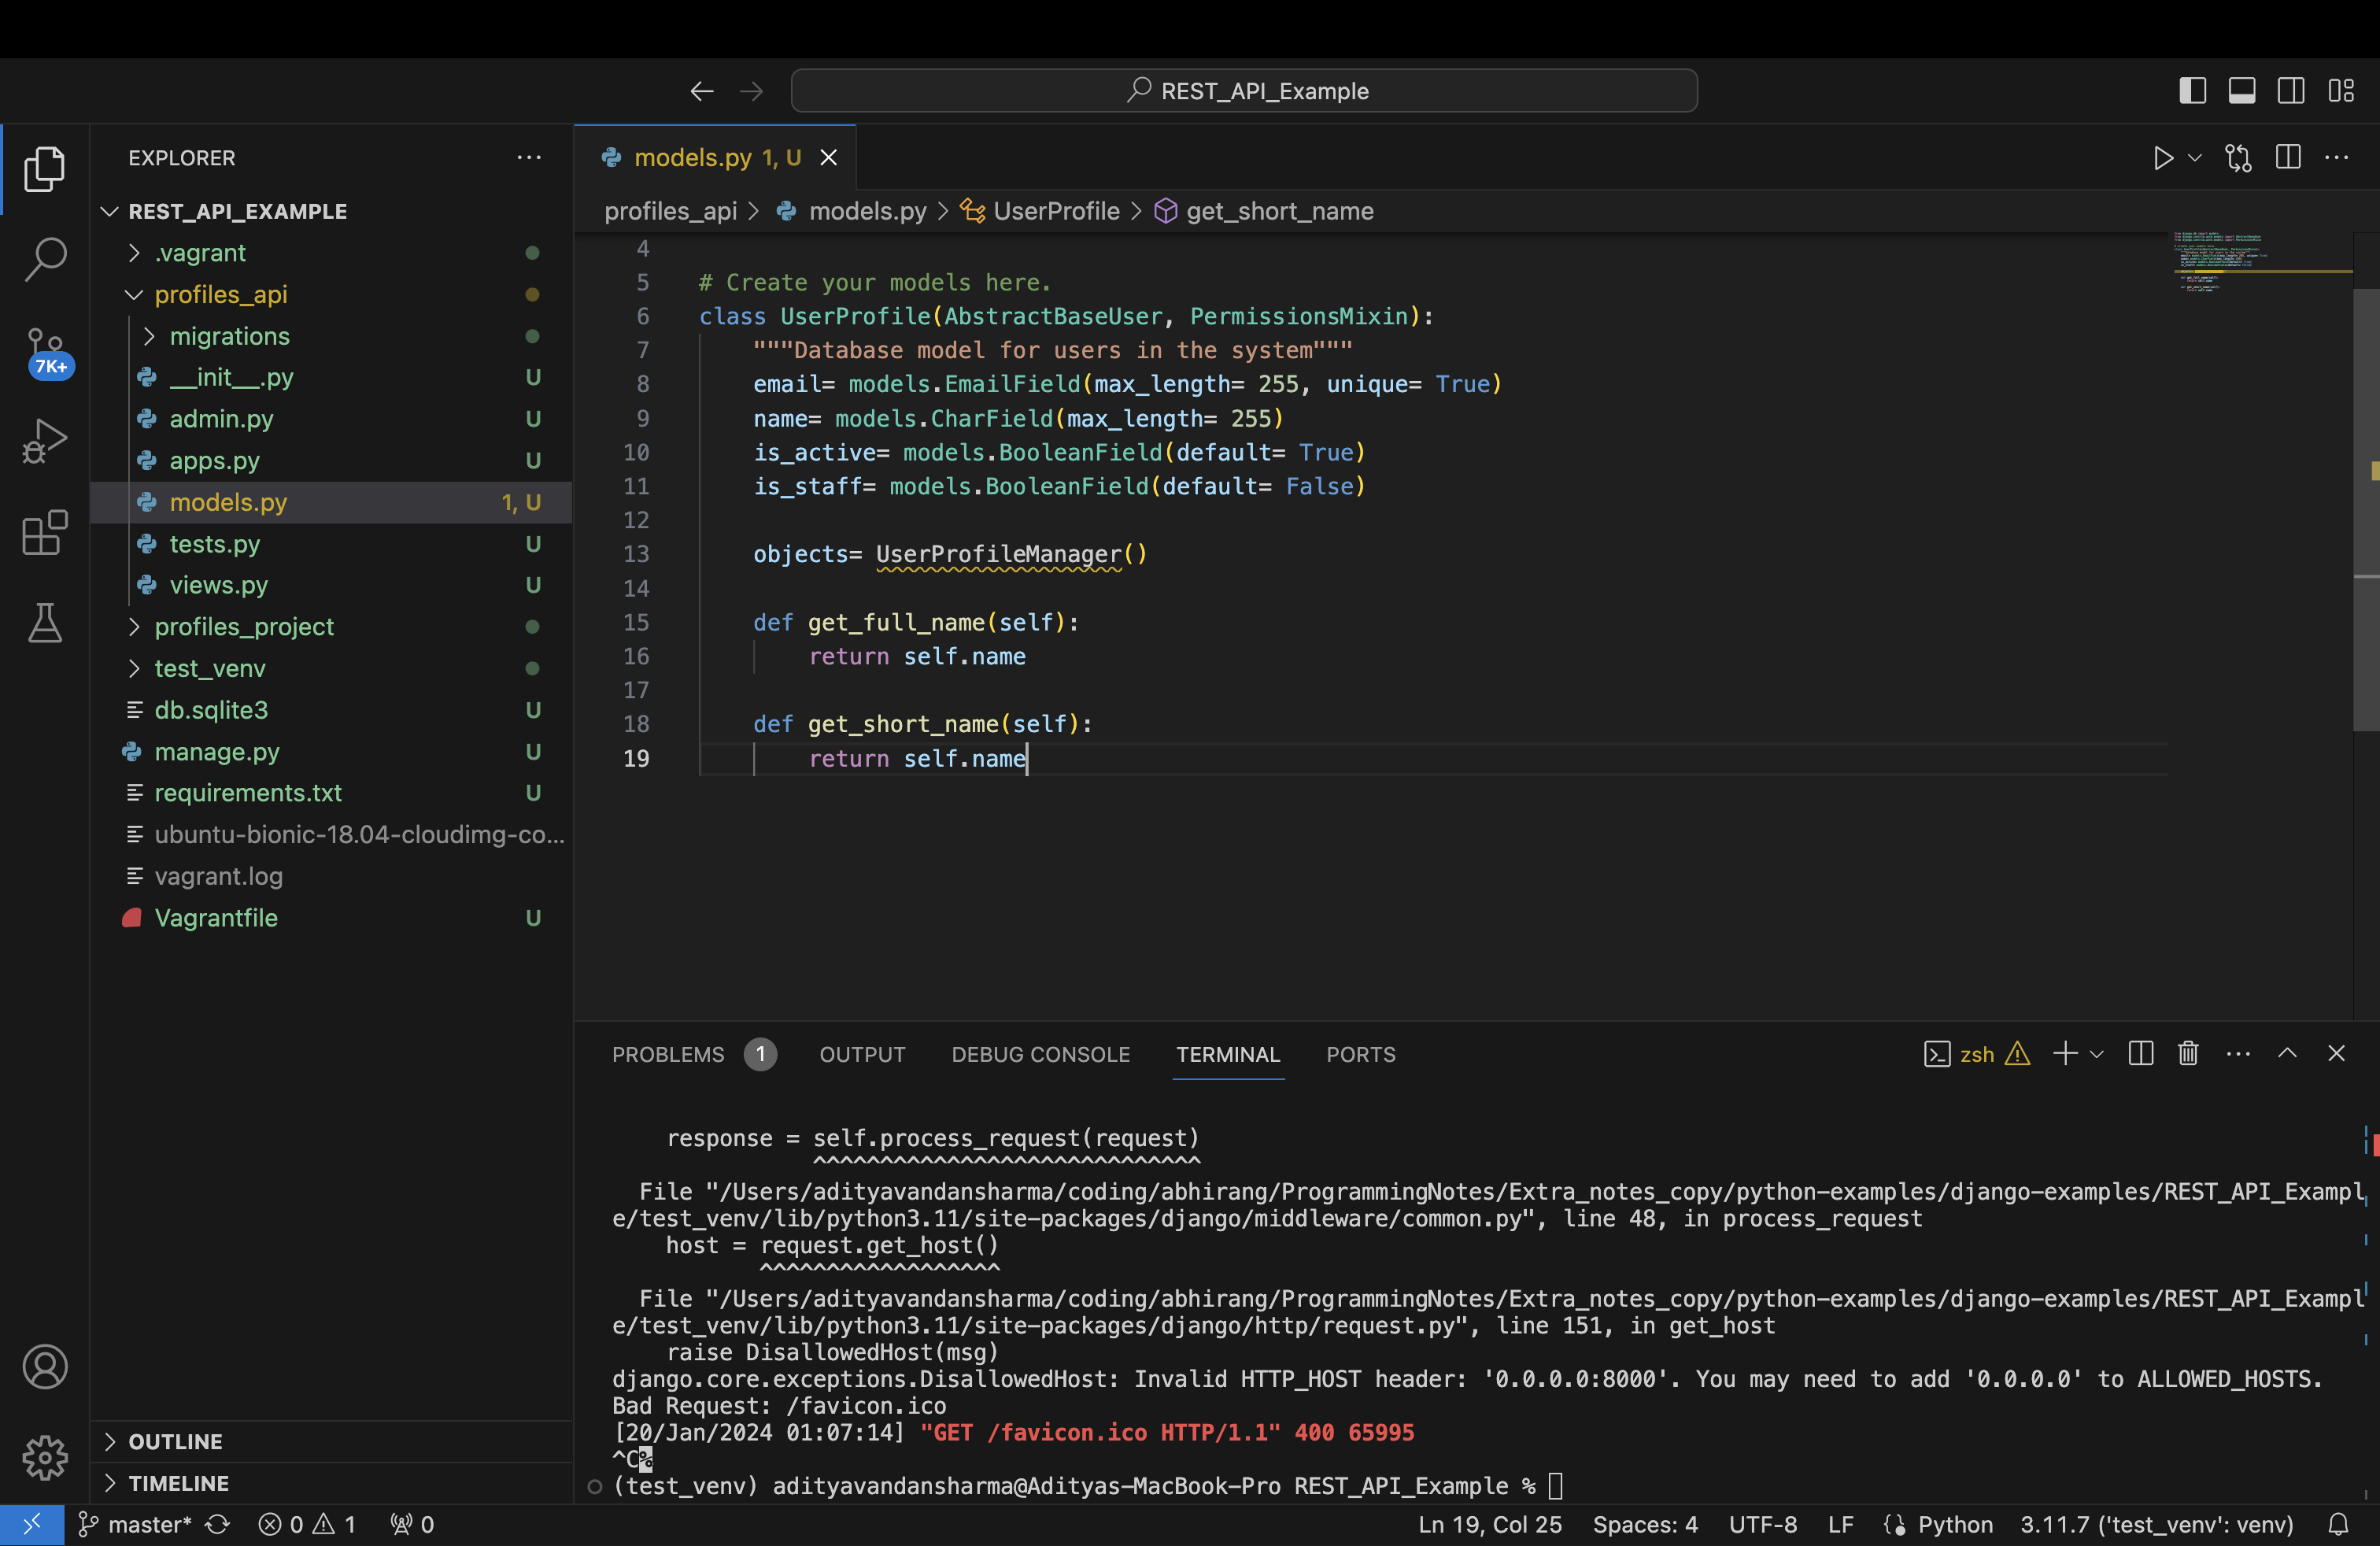 REST_API_Example
EXPLORER
REST_API_EXAMPLE
.vagrant
profiles_api
migrations
__init__.py U
admin.py U
apps.py U
models.py 1, U
tests.py U
views.py U
profiles_project
test_venv
db.sqlite3 U
manage.py U
requirements.txt U
ubuntu-bionic-18.04-cloudimg-co...
vagrant.log
Vagrantfile U
OUTLINE
TIMELINE
7K+
models.py 1, U
profiles_api > models.py > UserProfile > get_short_name
4
5 # Create your models here.
6 class UserProfile(AbstractBaseUser, PermissionsMixin):
7 """Database model for users in the system"""
8 email= models.EmailField(max_length= 255, unique= True)
9 name= models.CharField(max_length= 255)
10 is_active= models.BooleanField(default= True)
11 is_staff= models.BooleanField(default= False)
12
13 objects= UserProfileManager()
14
15 def get_full_name(self):
16 return self.name
17
18 def get_short_name(self):
19 return self.name
PROBLEMS 1 OUTPUT DEBUG CONSOLE TERMINAL PORTS
zsh
response = self.process_request(request)
^^^^^^^^^^^^^^^^^^^^^^^^^^^^^
File "/Users/adityavandansharma/coding/abhirang/ProgrammingNotes/Extra_notes_copy/python-examples/django-examples/REST_API_Exampl
e/test_venv/lib/python3.11/site-packages/django/middleware/common.py", line 48, in process_request
host = request.get_host()
^^^^^^^^^^^^^^^^^^
File "/Users/adityavandansharma/coding/abhirang/ProgrammingNotes/Extra_notes_copy/python-examples/django-examples/REST_API_Exampl
e/test_venv/lib/python3.11/site-packages/django/http/request.py", line 151, in get_host
raise DisallowedHost(msg)
django.core.exceptions.DisallowedHost: Invalid HTTP_HOST header: '0.0.0.0:8000'. You may need to add '0.0.0.0' to ALLOWED_HOSTS.
Bad Request: /favicon.ico
[20/Jan/2024 01:07:14] "GET /favicon.ico HTTP/1.1" 400 65995
^C%
(test_venv) adityavandansharma@Adityas-MacBook-Pro REST_API_Example %
master* 0 1 0 Ln 19, Col 25 Spaces: 4 UTF-8 LF Python 3.11.7 ('test_venv': venv)